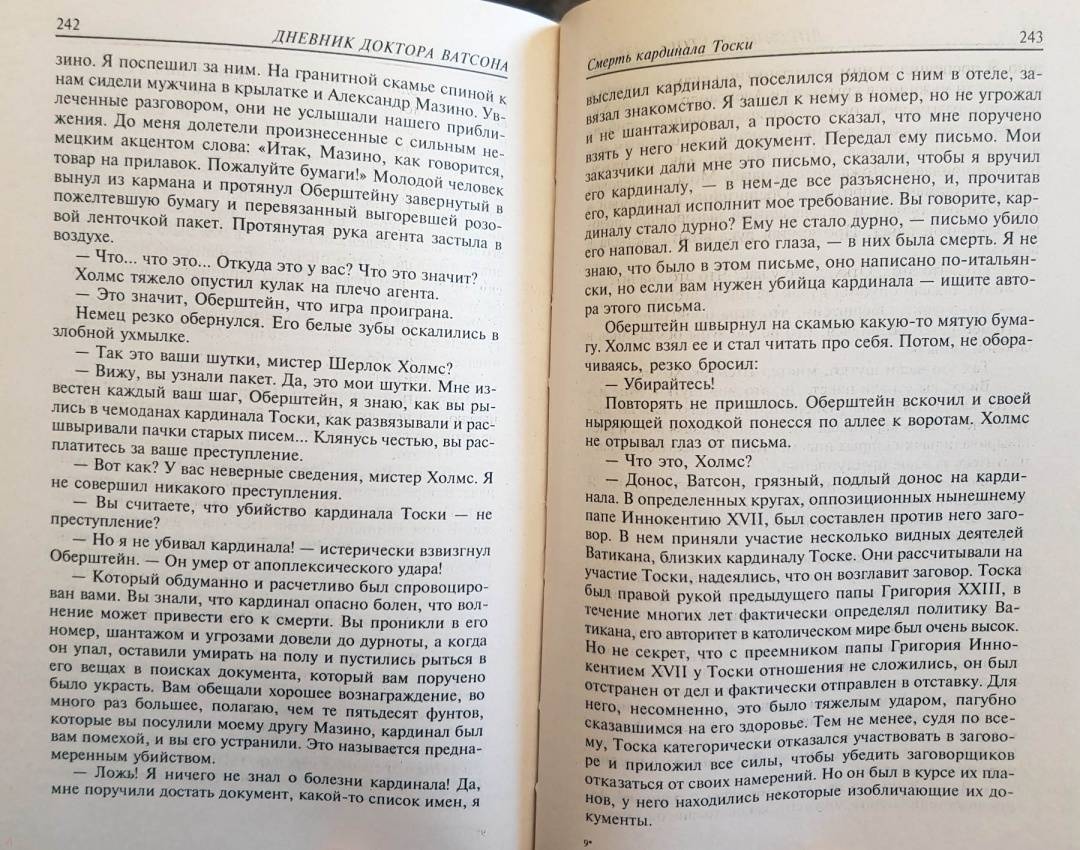 242
ДНЕВНИК ДОКТОРА ВАТСОНА
зино. Я поспешил за ним. На гранитной скамье спиной к
нам сидели мужчина в крылатке и Александр Мазино. Ув-
леченные разговором, они не услышали нашего прибли-
жения. До меня долетели произнесенные с сильным не-
мецким акцентом слова: «Итак, Мазино, как говорится,
товар на прилавок. Пожалуйте бумаги!» Молодой человек
вынул из кармана и протянул Оберштейну завернутый в
пожелтевшую бумагу и перевязанный выгоревшей розо-
вой ленточкой пакет. Протянутая рука агента застыла в
воздухе.
— Что... что это... Откуда это у вас? Что это значит?
Холмс тяжело опустил кулак на плечо агента.
— Это значит, Оберштейн, что игра проиграна.
Немец резко обернулся. Его белые зубы оскалились в
злобной ухмылке.
— Так это ваши шутки, мистер Шерлок Холмс?
— Вижу, вы узнали пакет. Да, это мои шутки. Мне из-
вестен каждый ваш шаг, Оберштейн, я знаю, как вы ры-
лись в чемоданах кардинала Тоски, как развязывали и рас-
швыривали пачки старых писем... Клянусь честью, вы рас-
платитесь за ваше преступление.
— Вот как? У вас неверные сведения, мистер Холмс. Я
не совершил никакого преступления.
— Вы считаете, что убийство кардинала Тоски — не
преступление?
— Но я не убивал кардинала! — истерически взвизгнул
Оберштейн. — Он умер от апоплексического удара!
— Который обдуманно и расчетливо был спровоциро-
ван вами. Вы знали, что кардинал опасно болен, что вол-
нение может привести его к смерти. Вы проникли в его
номер, шантажом и угрозами довели до дурноты, а когда
он упал, оставили умирать на полу и пустились рыться в
его вещах в поисках документа, который вам поручено
было украсть. Вам обещали хорошее вознаграждение, во
много раз большее, полагаю, чем те пятьдесят фунтов,
которые вы посулили моему другу Мазино, кардинал был
вам помехой, и вы его устранили. Это называется предна-
меренным убийством.
— Ложь! Я ничего не знал о болезни кардинала! Да,
мне поручили достать документ, какой-то список имен, я
Смерть кардинала Тоски
243
выследил кардинала, поселился рядом с ним в отеле, за-
вязал знакомство. Я зашел к нему в номер, но не угрожал
и не шантажировал, а просто сказал, что мне поручено
взять у него некий документ. Передал ему письмо. Мои
заказчики дали мне это письмо, сказали, чтобы я вручил
его кардиналу, — в нем-де все разъяснено, и, прочитав
его, кардинал исполнит мое требование. Вы говорите, кар-
диналу стало дурно? Ему не стало дурно, — письмо убило
его наповал. Я видел его глаза, — в них была смерть. Я не
знаю, что было в этом письме, оно написано по-итальян-
ски, но если вам нужен убийца кардинала — ищите авто-
ра этого письма.
Оберштейн швырнул на скамью какую-то мятую бума-
гу. Холмс взял ее и стал читать про себя. Потом, не обора-
чиваясь, резко бросил:
— Убирайтесь!
Повторять не пришлось. Оберштейн вскочил и своей
ныряющей походкой понесся по аллее к воротам. Холмс
не отрывал глаз от письма.
— Что это, Холмс?
— Донос, Ватсон, грязный, подлый донос на карди-
нала. В определенных кругах, оппозиционных нынешнему
папе Иннокентию XVII, был составлен против него заго-
вор. В нем приняли участие несколько видных деятелей
Ватикана, близких кардиналу Тоске. Они рассчитывали на
участие Тоски, надеялись, что он возглавит заговор. Тоска
был правой рукой предыдущего папы Григория XXIII, в
течение многих лет фактически определял политику Ва-
тикана, его авторитет в католическом мире был очень высок.
Но не секрет, что с преемником папы Григория Инно-
кентием XVII у Тоски отношения не сложились, он был
отстранен от дел и фактически отправлен в отставку. Для
него, несомненно, это было тяжелым ударом, пагубно
сказавшимся на его здоровье. Тем не менее, судя по все-
му, Тоска категорически отказался участвовать в загово-
ре и приложил все силы, чтобы убедить заговорщиков
отказаться от своих намерений. Но он был в курсе их пла-
нов, у него находились некоторые изобличающие их до-
кументы.
9*